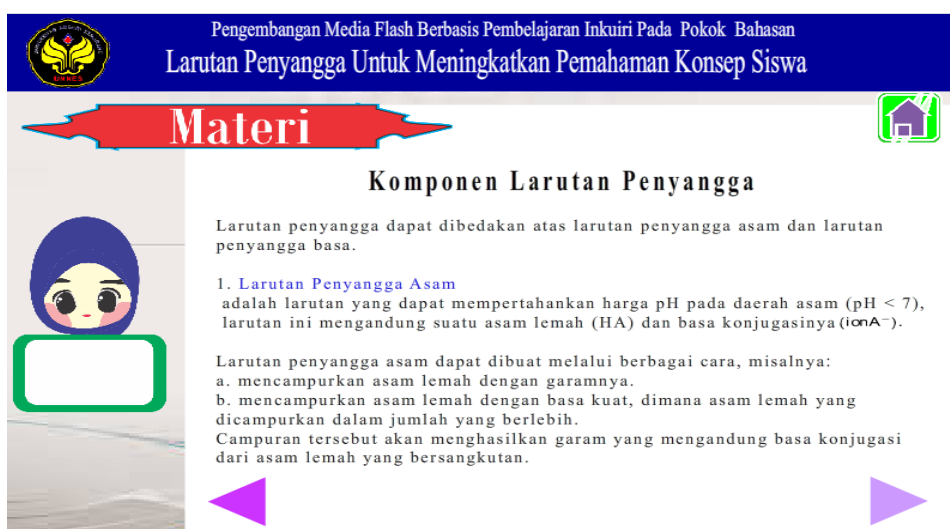 Pengembangan Media Flash Berbasis Pembelajaran Inkuiri Pada Pokok Bahasan
Larutan Penyangga Untuk Meningkatkan Pemahaman Konsep Siswa
UNNES
Materi
Komponen Larutan Penyangga
Larutan penyangga dapat dibedakan atas larutan penyangga asam dan larutan
penyangga basa.
1. Larutan Penyangga Asam
adalah larutan yang dapat mempertahankan harga pH pada daerah asam (pH < 7),
larutan ini mengandung suatu asam lemah (HA) dan basa konjugasinya (ionA⁻).
Larutan penyangga asam dapat dibuat melalui berbagai cara, misalnya:
a. mencampurkan asam lemah dengan garamnya.
b. mencampurkan asam lemah dengan basa kuat, dimana asam lemah yang
dicampurkan dalam jumlah yang berlebih.
Campuran tersebut akan menghasilkan garam yang mengandung basa konjugasi
dari asam lemah yang bersangkutan.